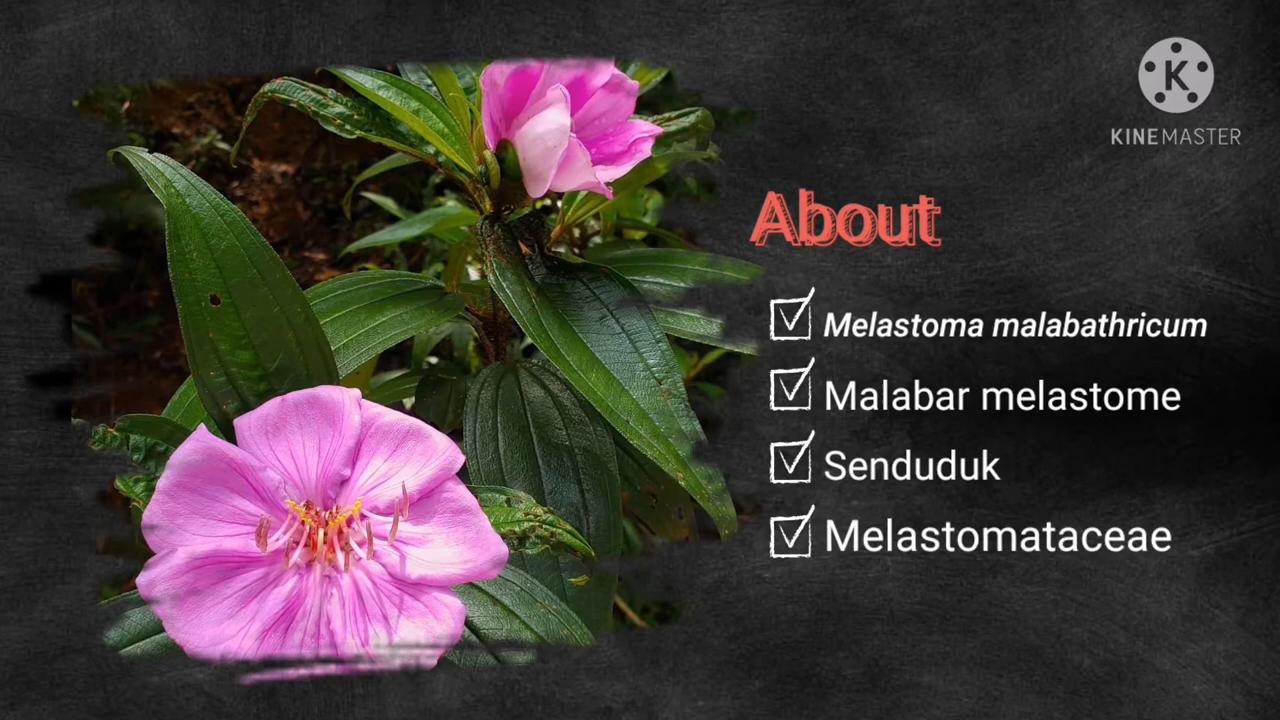 KINEMASTER
About
Melastoma malabathricum
Malabar melastome
Senduduk
Melastomataceae